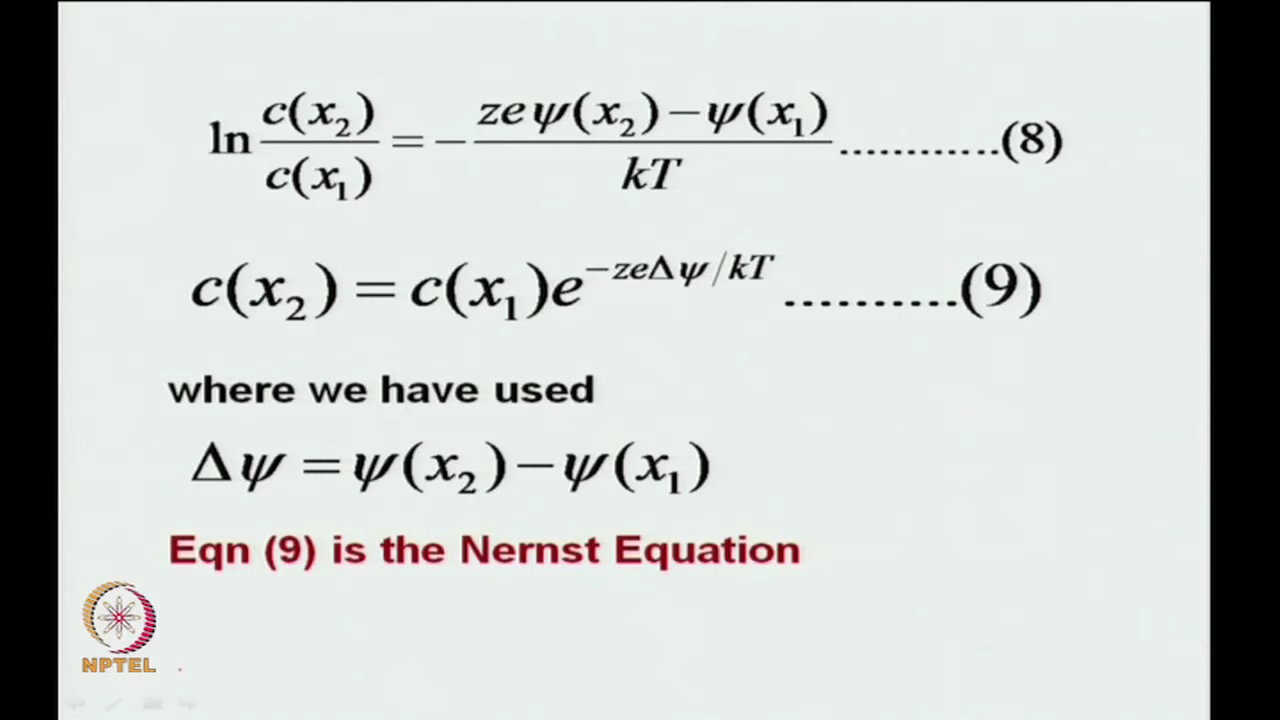 ln c(x₂)/c(x₁) = − zeψ(x₂)−ψ(x₁)/kT ............(8)
c(x₂) = c(x₁)e^−zeΔψ/kT ..........(9)
where we have used
Δψ = ψ(x₂)−ψ(x₁)
Eqn (9) is the Nernst Equation
NPTEL